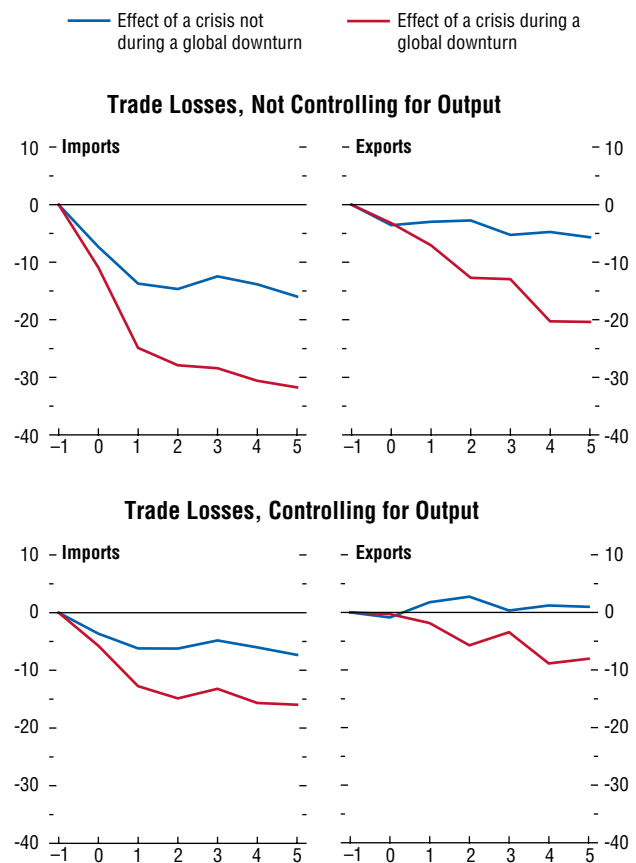 Effect of a crisis not
during a global downturn
Effect of a crisis during a
global downturn
Trade Losses, Not Controlling for Output
Imports
Exports
10
0
-10
-20
-30
-40
10
0
-10
-20
-30
-40
–1 0 1 2 3 4 5
–1 0 1 2 3 4 5
Trade Losses, Controlling for Output
Imports
Exports
10
0
-10
-20
-30
-40
10
0
-10
-20
-30
-40
–1 0 1 2 3 4 5
–1 0 1 2 3 4 5